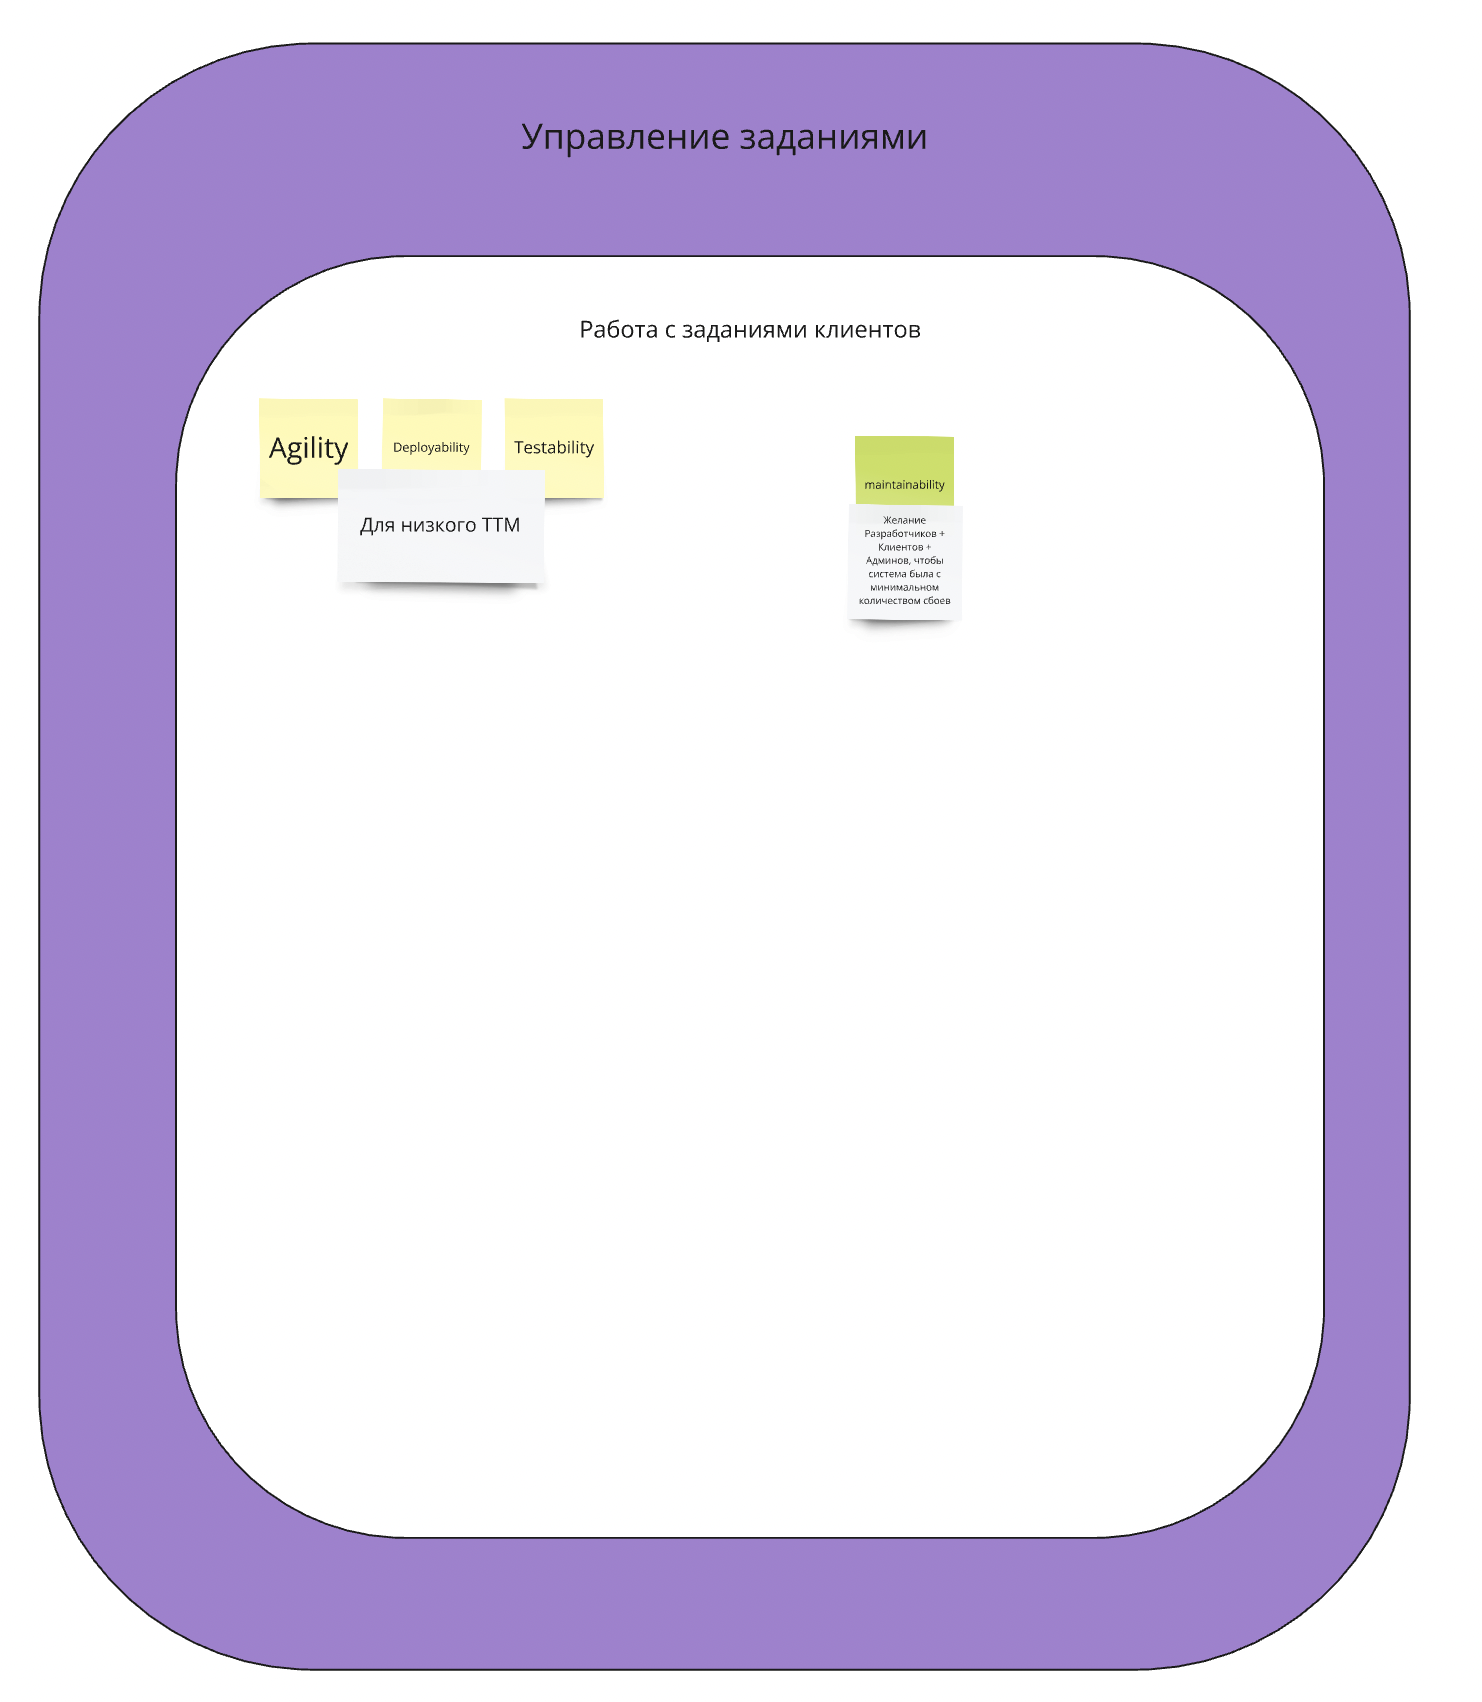 Управление заданиями
Работа с заданиями клиентов
Agility
Deployability
Testability
Для низкого ТТМ
maintainability
Желание
Разработчиков +
Клиентов +
Админов, чтобы
система была с
минимальном
количеством сбоев